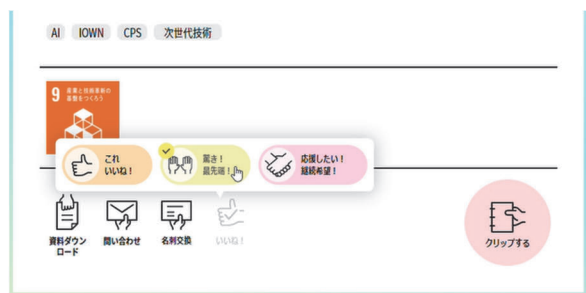 AI IOWN CPS 次世代技術
9 産業と技術革新の
基盤をつくろう
これ
いいね！
驚き！
最先端！
応援したい！
継続希望！
資料ダウン
ロード
問い合わせ
名刺交換
いいね！
クリップする